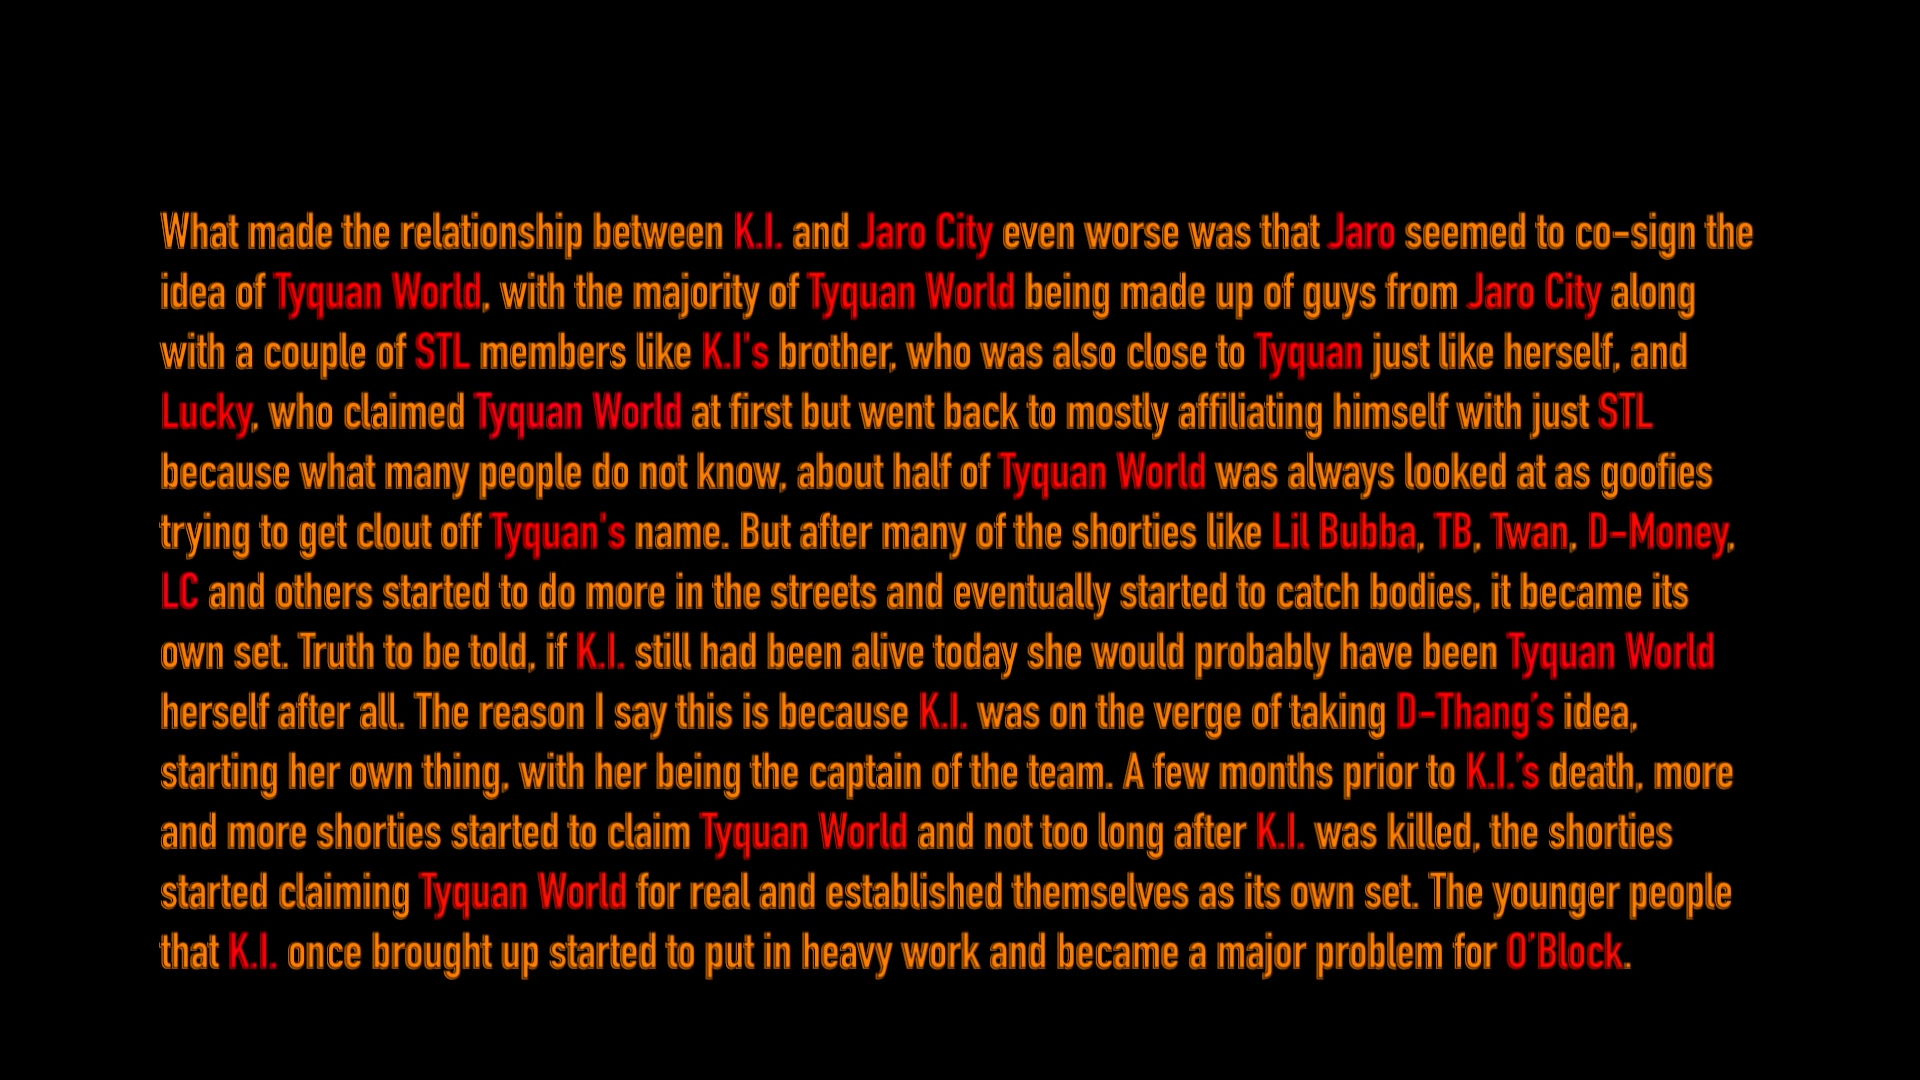 What made the relationship between K.I. and Jaro City even worse was that Jaro seemed to co-sign the
idea of Tyquan World, with the majority of Tyquan World being made up of guys from Jaro City along
with a couple of STL members like K.I's brother, who was also close to Tyquan just like herself, and
Lucky, who claimed Tyquan World at first but went back to mostly affiliating himself with just STL
because what many people do not know, about half of Tyquan World was always looked at as goofies
trying to get clout off Tyquan's name. But after many of the shorties like Lil Bubba, TB, Twan, D-Money,
LC and others started to do more in the streets and eventually started to catch bodies, it became its
own set. Truth to be told, if K.I. still had been alive today she would probably have been Tyquan World
herself after all. The reason I say this is because K.I. was on the verge of taking D-Thang's idea,
starting her own thing, with her being the captain of the team. A few months prior to K.I.'s death, more
and more shorties started to claim Tyquan World and not too long after K.I. was killed, the shorties
started claiming Tyquan World for real and established themselves as its own set. The younger people
that K.I. once brought up started to put in heavy work and became a major problem for O'Block.